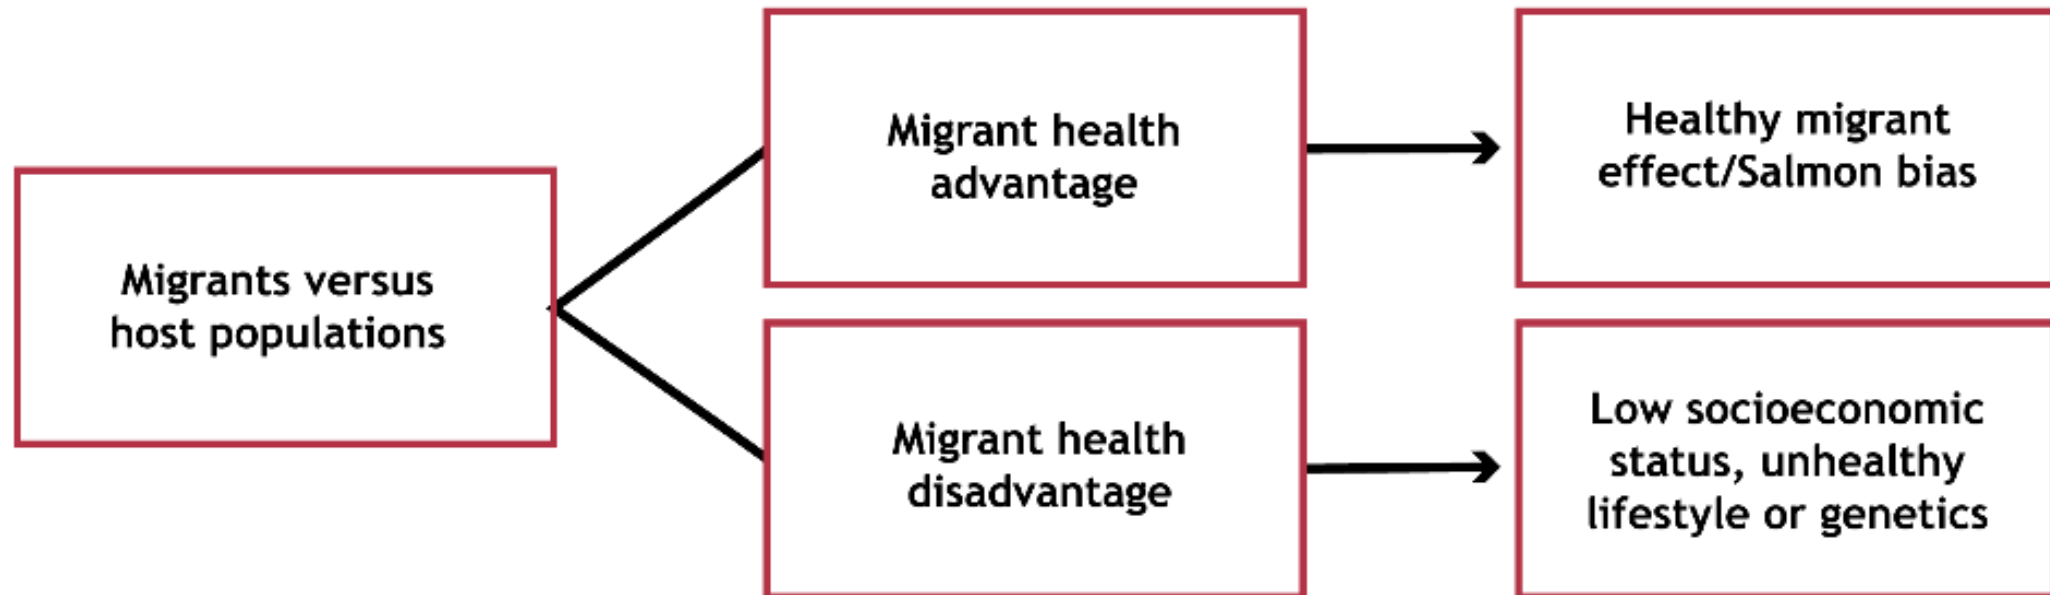 Migrants versus
host populations
Migrant health
advantage
Healthy migrant
effect/Salmon bias
Migrant health
disadvantage
Low socioeconomic
status, unhealthy
lifestyle or genetics